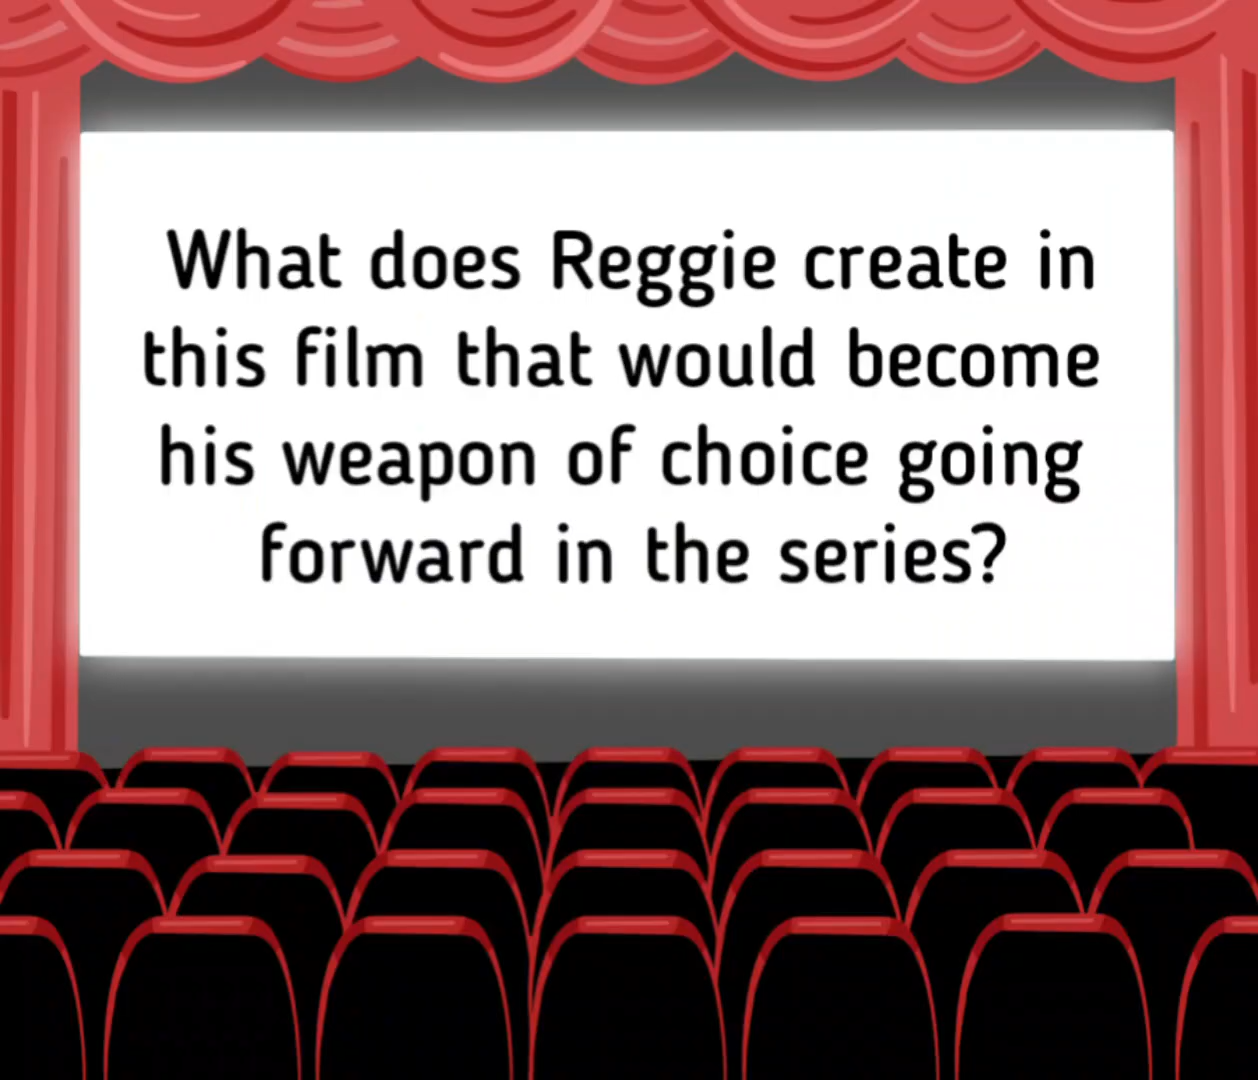 What does Reggie create in
this film that would become
his weapon of choice going
forward in the series?